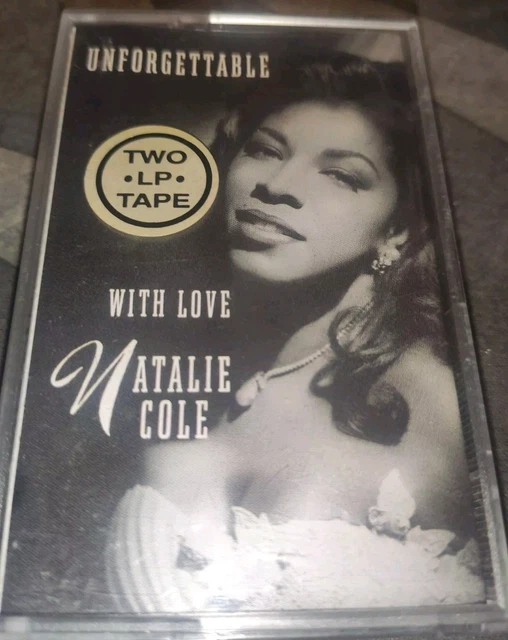 UNFORGETTABLE
TWO
•LP•
TAPE
WITH LOVE
NATALIE
COLE